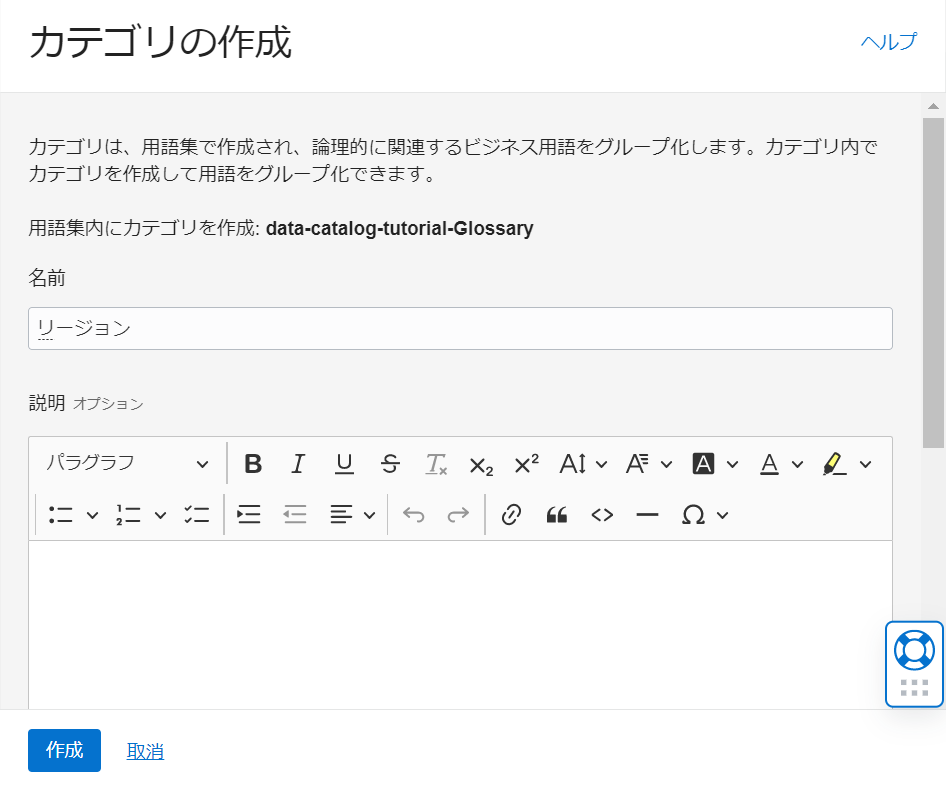 カテゴリの作成
ヘルプ
カテゴリは、用語集で作成され、論理的に関連するビジネス用語をグループ化します。カテゴリ内で
カテゴリを作成して用語をグループ化できます。
用語集内にカテゴリを作成: data-catalog-tutorial-Glossary
名前
リージョン
説明 オプション
パラグラフ
作成 取消